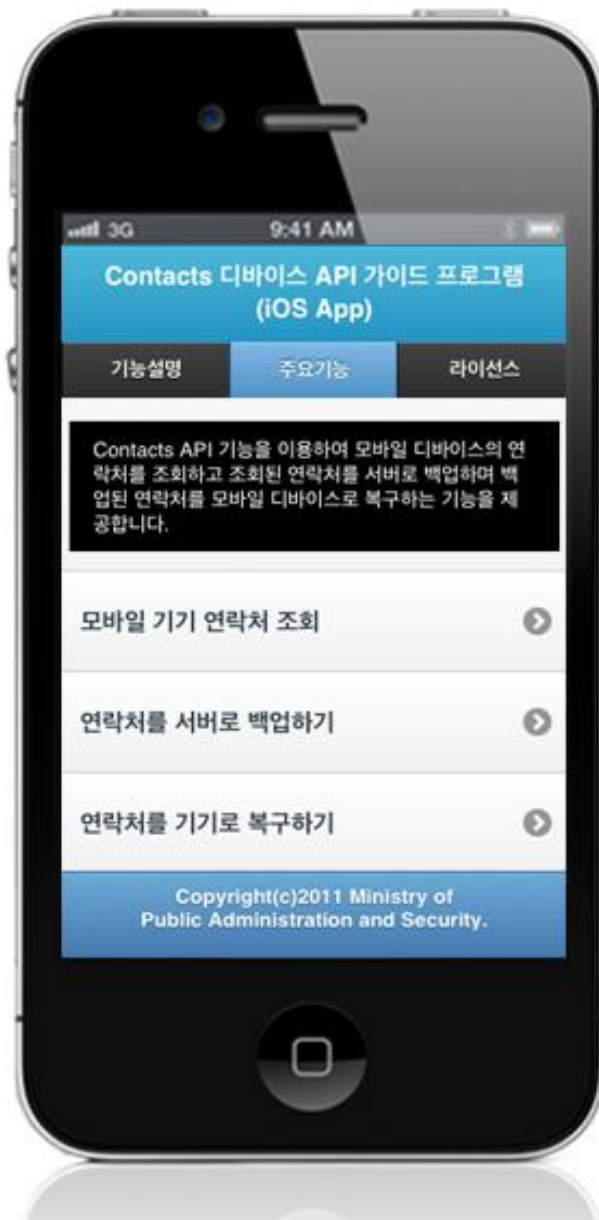 3G 9:41 AM
Contacts 디바이스 API 가이드 프로그램
(iOS App)
기능설명 주요기능 라이선스
Contacts API 기능을 이용하여 모바일 디바이스의 연
락처를 조회하고 조회된 연락처를 서버로 백업하며 백
업된 연락처를 모바일 디바이스로 복구하는 기능을 제
공합니다.
모바일 기기 연락처 조회
연락처를 서버로 백업하기
연락처를 기기로 복구하기
Copyright(c)2011 Ministry of
Public Administration and Security.